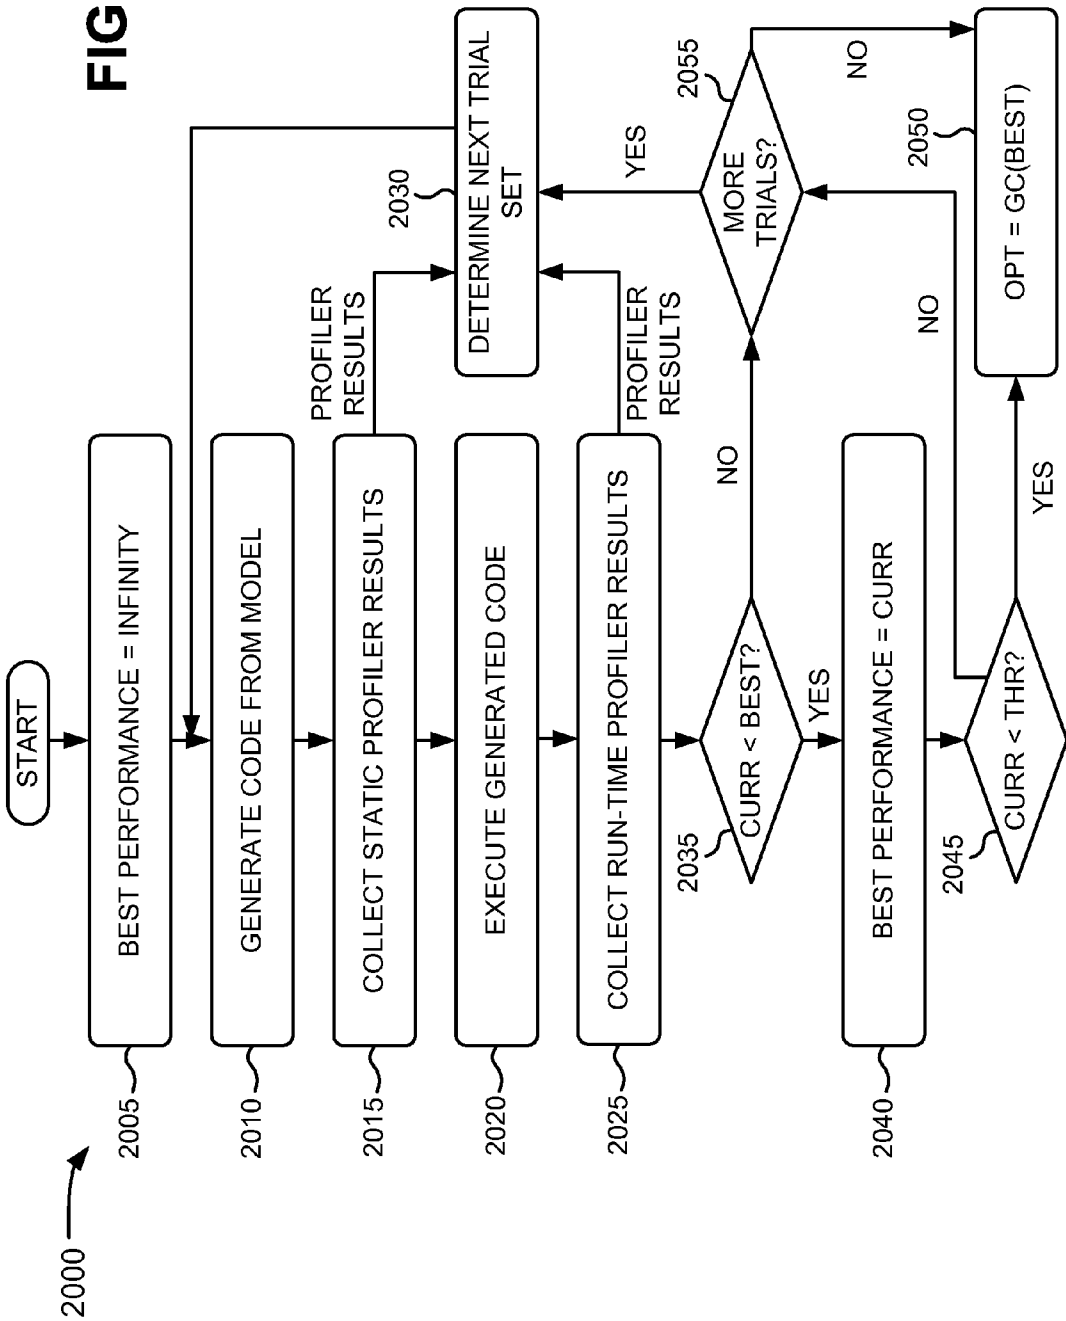 FIG
2000
START
2005
BEST PERFORMANCE = INFINITY
2010
GENERATE CODE FROM MODEL
2015
COLLECT STATIC PROFILER RESULTS
PROFILER
RESULTS
2030
DETERMINE NEXT TRIAL
SET
2020
EXECUTE GENERATED CODE
2025
COLLECT RUN-TIME PROFILER RESULTS
PROFILER
RESULTS
2035
CURR < BEST?
NO
YES
2055
MORE
TRIALS?
YES
NO
2040
BEST PERFORMANCE = CURR
2045
CURR < THR?
NO
YES
2050
OPT = GC(BEST)